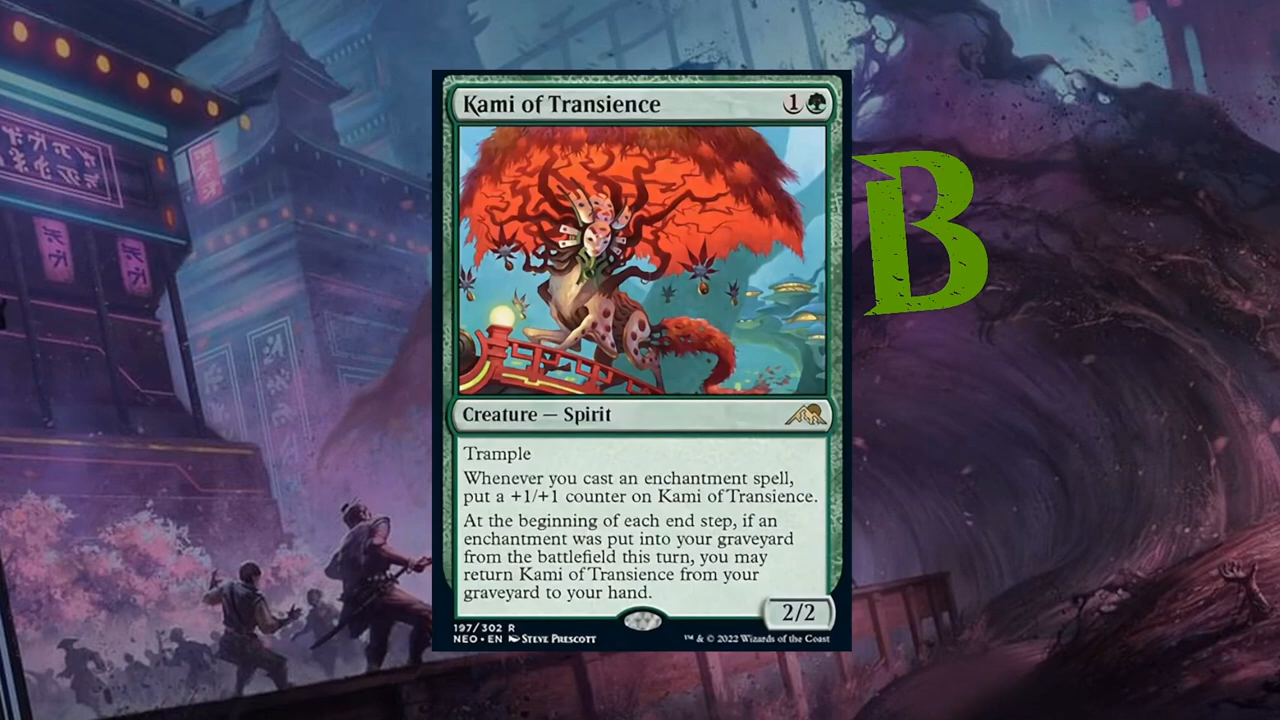 Kami of Transience 1
B
Creature — Spirit
Trample
Whenever you cast an enchantment spell,
put a +1/+1 counter on Kami of Transience.
At the beginning of each end step, if an
enchantment was put into your graveyard
from the battlefield this turn, you may
return Kami of Transience from your
graveyard to your hand.
2/2
197/302 R
NEO • EN Steve Prescott
™ & © 2022 Wizards of the Coast